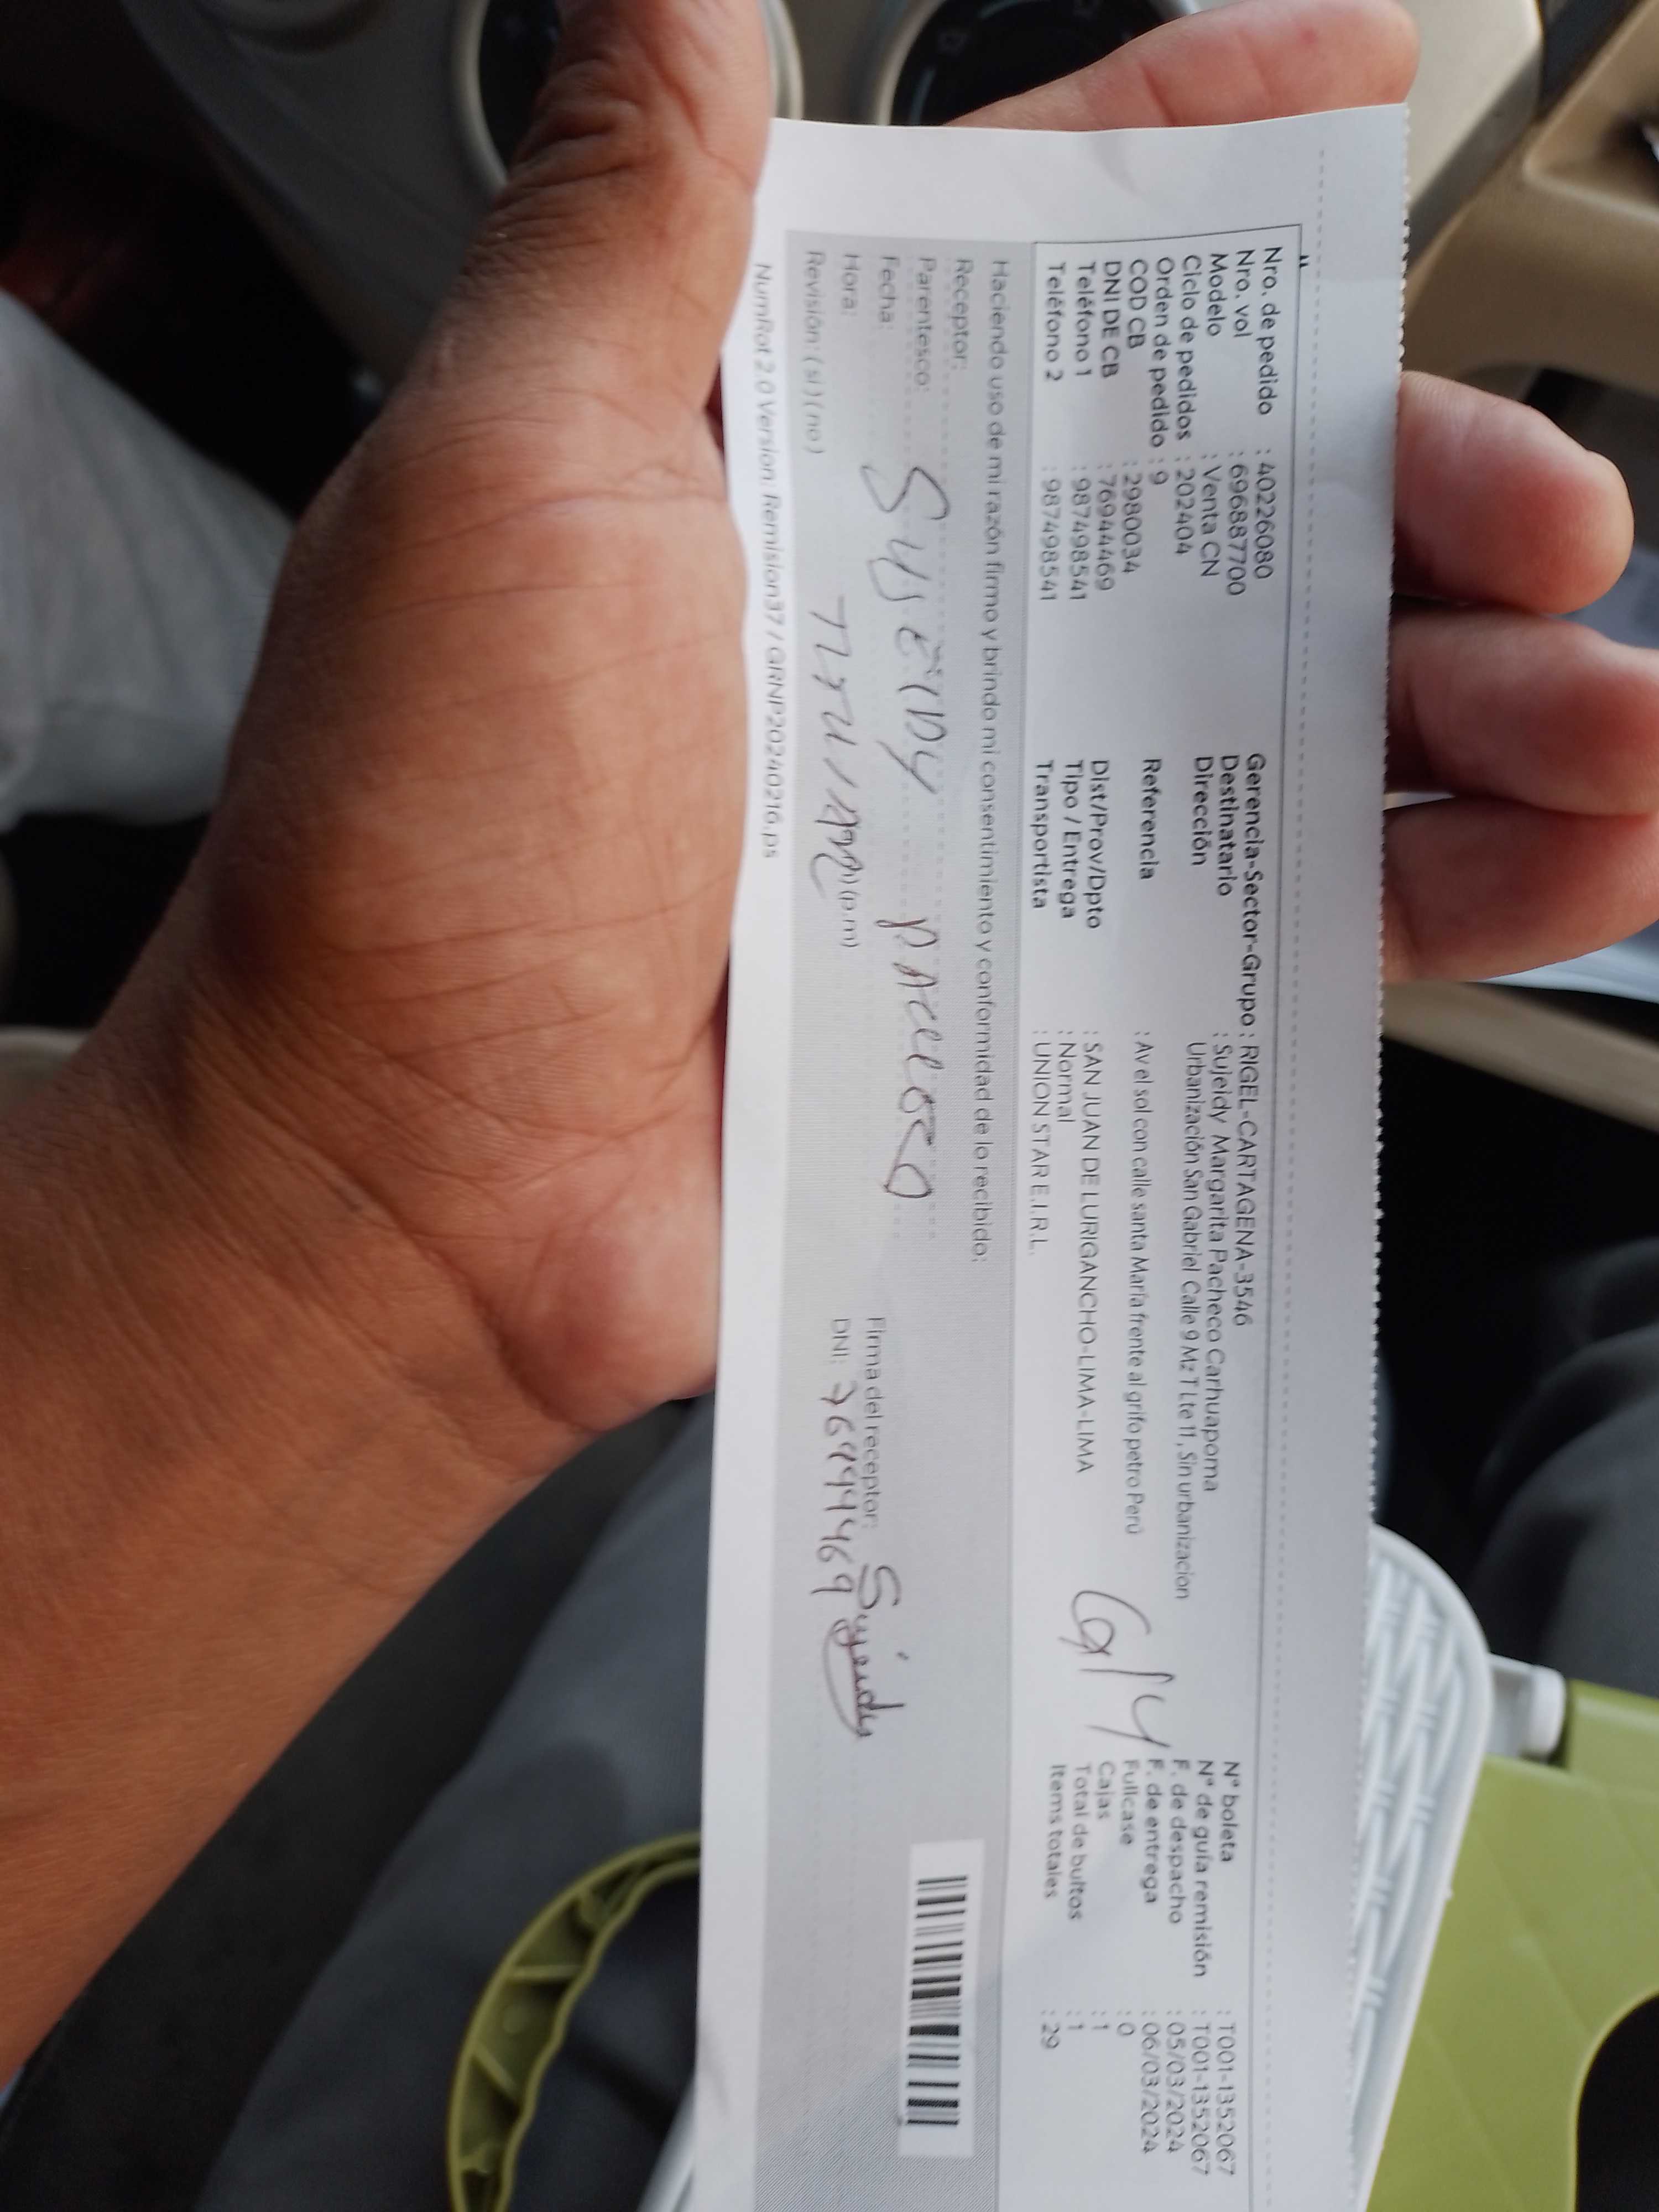 Nro. de pedido : 40226080
Nro. vol : 696887700
Modelo : Venta CN
Ciclo de pedidos : 202404
Orden de pedido : 9
COD CB : 2980034
DNI DE CB : 76944469
Teléfono 1 : 987498541
Teléfono 2 : 987498541
Gerencia-Sector-Grupo : RIGEL-CARTAGENA-3546
Destinatario : Sujeidy Margarita Pacheco Carhuapoma
Dirección Urbanización San Gabriel Calle 9 Mz T Lte 11, Sin urbanizacion
Referencia : Av el sol con calle santa María frente al grifo petro Perú
Dist/Prov/Dpto : SAN JUAN DE LURIGANCHO-LIMA-LIMA
Tipo / Entrega : Normal
Transportista : UNION STAR E.I.R.L.
N° boleta : T001-1352067
N° de guía remisión : T001-1352067
F. de despacho : 05/03/2024
F. de entrega : 06/03/2024
Fullcase : 0
Cajas : 1
Total de bultos : 1
Items totales : 29
Haciendo uso de mi razón firmo y brindo mi consentimiento y conformidad de lo recibido:
Receptor:
Parentesco:
Fecha:
Hora: (p.m)
Revisión: ( si ) ( no )
Firma del receptor: Sujeidy
DNI: 76944469
NumRot 2.0 Version: Remision37 / GRNP20240216.ps